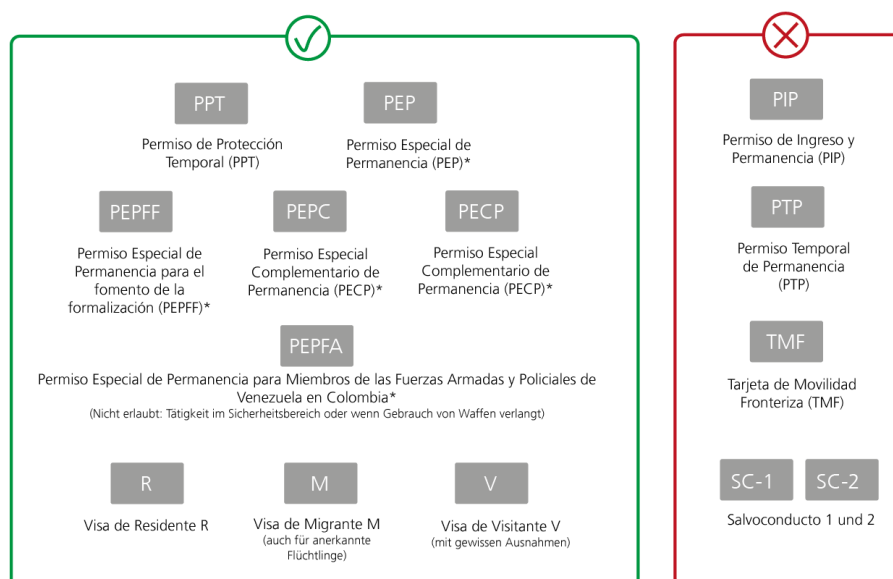 PPT
Permiso de Protección
Temporal (PPT)
PEP
Permiso Especial de
Permanencia (PEP)*
PEPFF
Permiso Especial de
Permanencia para el
fomento de la
formalización (PEPFF)*
PEPC
Permiso Especial
Complementario de
Permanencia (PECP)*
PECP
Permiso Especial
Complementario de
Permanencia (PECP)*
PEPFA
Permiso Especial de Permanencia para Miembros de las Fuerzas Armadas y Policiales de
Venezuela en Colombia*
(Nicht erlaubt: Tätigkeit im Sicherheitsbereich oder wenn Gebrauch von Waffen verlangt)
R
Visa de Residente R
M
Visa de Migrante M
(auch für anerkannte
Flüchtlinge)
V
Visa de Visitante V
(mit gewissen Ausnahmen)
PIP
Permiso de Ingreso y
Permanencia (PIP)
PTP
Permiso Temporal
de Permanencia
(PTP)
TMF
Tarjeta de Movilidad
Fronteriza (TMF)
SC-1 SC-2
Salvoconducto 1 und 2